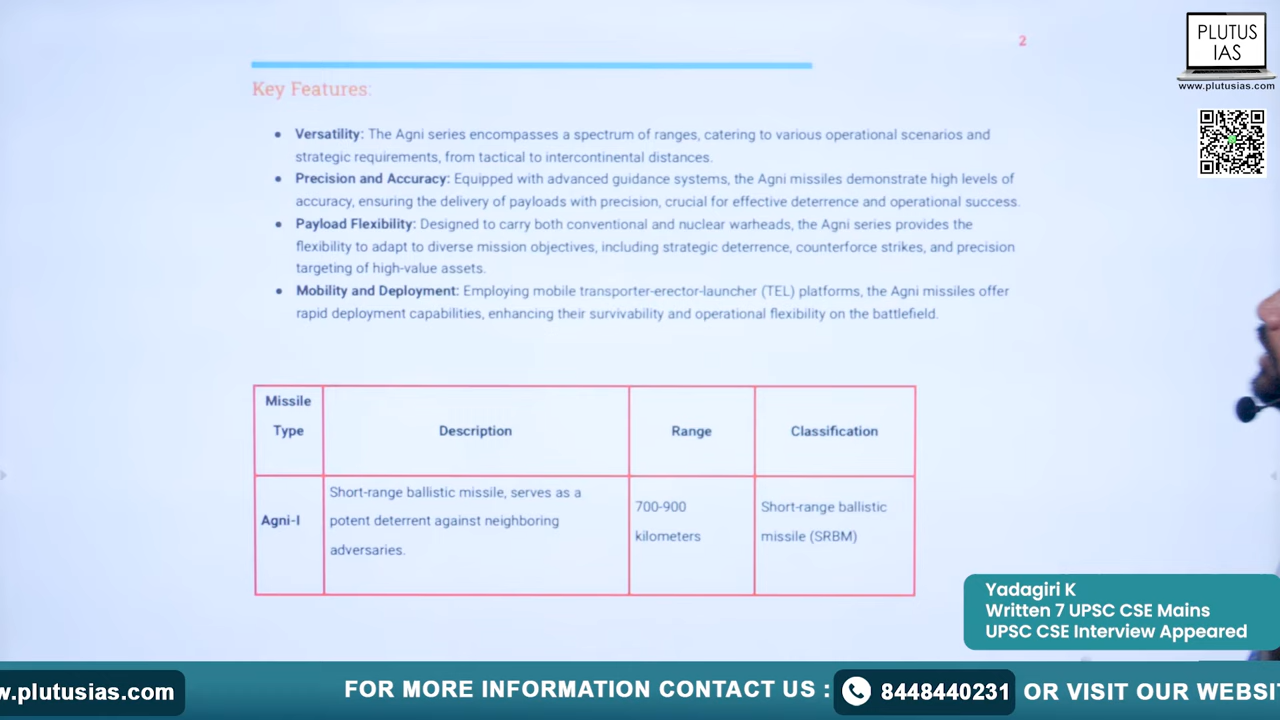 2
PLUTUS
IAS
www.plutusias.com
Key Features:
● Versatility: The Agni series encompasses a spectrum of ranges, catering to various operational scenarios and
strategic requirements, from tactical to intercontinental distances.
● Precision and Accuracy: Equipped with advanced guidance systems, the Agni missiles demonstrate high levels of
accuracy, ensuring the delivery of payloads with precision, crucial for effective deterrence and operational success.
● Payload Flexibility: Designed to carry both conventional and nuclear warheads, the Agni series provides the
flexibility to adapt to diverse mission objectives, including strategic deterrence, counterforce strikes, and precision
targeting of high-value assets.
● Mobility and Deployment: Employing mobile transporter-erector-launcher (TEL) platforms, the Agni missiles offer
rapid deployment capabilities, enhancing their survivability and operational flexibility on the battlefield.
Missile
Type
Description
Range
Classification
Agni-I
Short-range ballistic missile, serves as a
potent deterrent against neighboring
adversaries.
700-900
kilometers
Short-range ballistic
missile (SRBM)
Yadagiri K
Written 7 UPSC CSE Mains
UPSC CSE Interview Appeared
w.plutusias.com
FOR MORE INFORMATION CONTACT US : 8448440231 OR VISIT OUR WEBSI